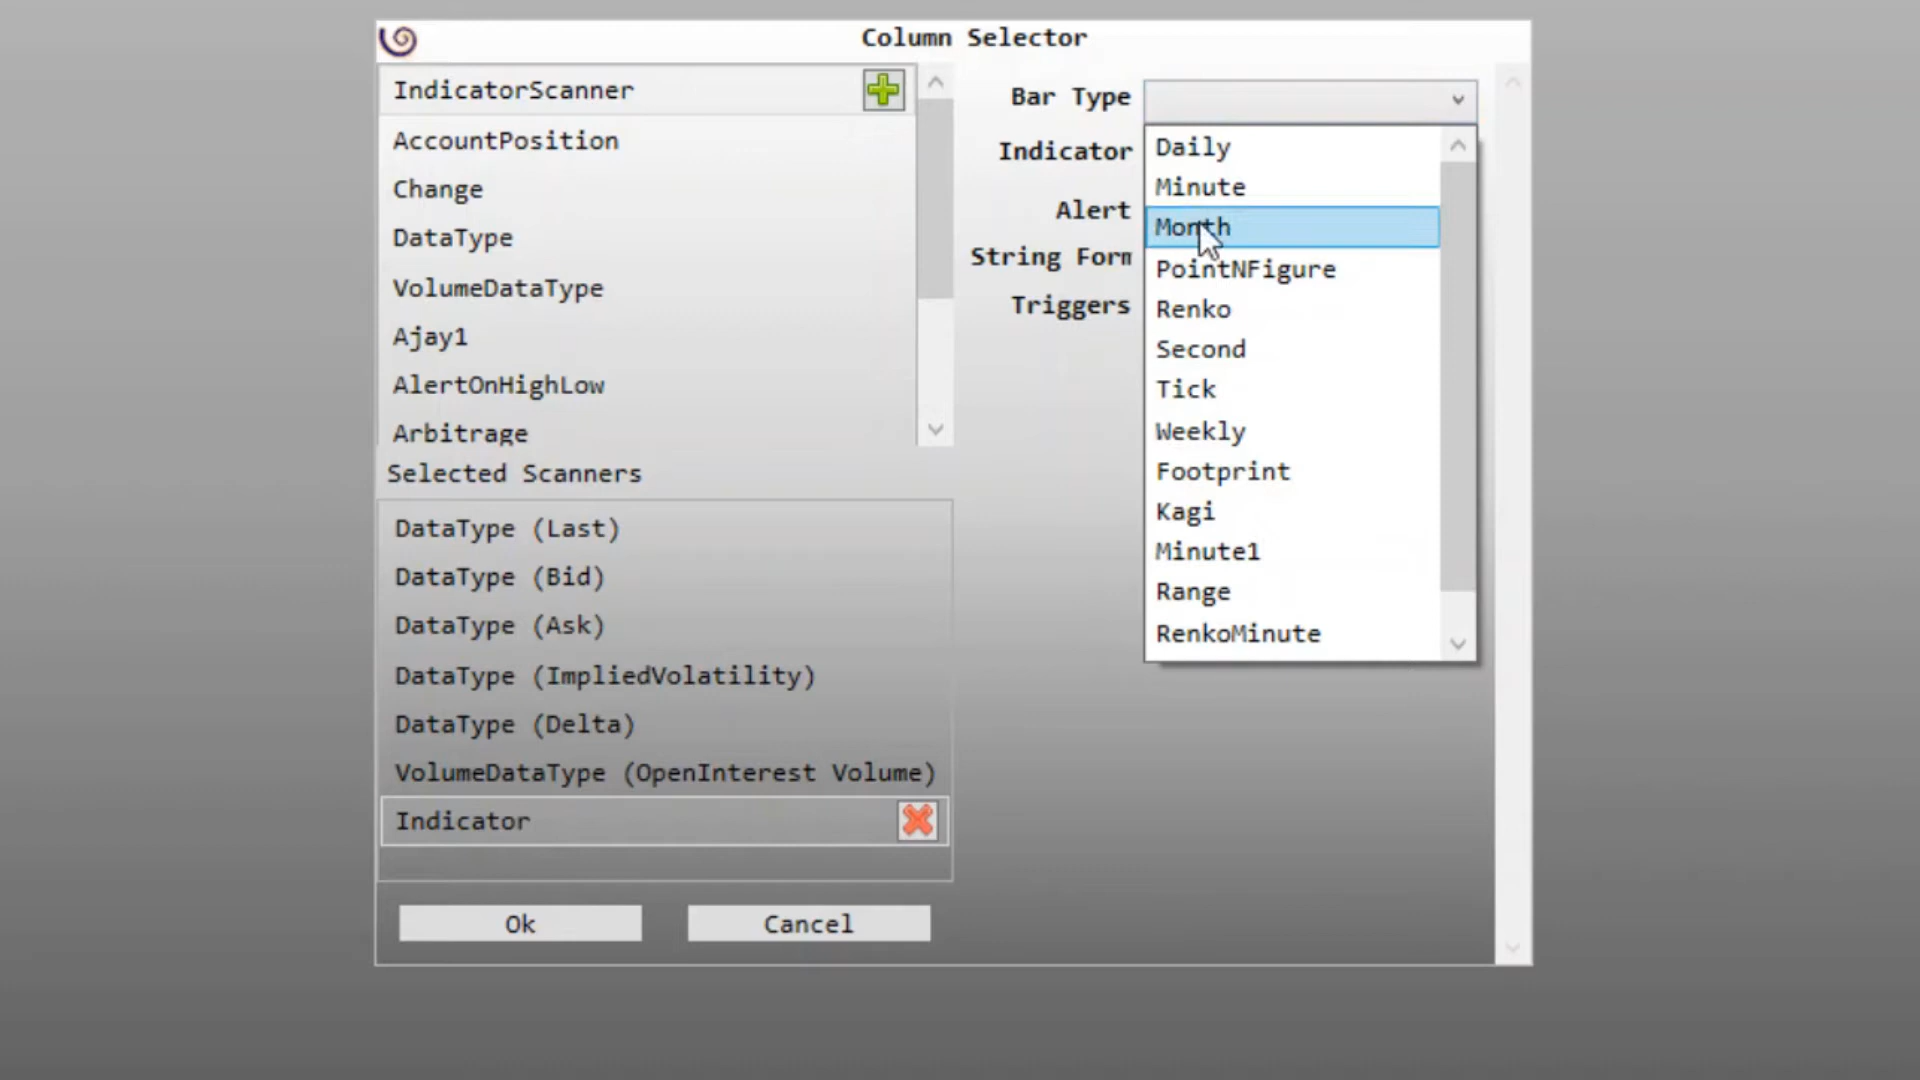 Column Selector
IndicatorScanner
AccountPosition
Change
DataType
VolumeDataType
Ajay1
AlertOnHighLow
Arbitrage
Selected Scanners
DataType (Last)
DataType (Bid)
DataType (Ask)
DataType (ImpliedVolatility)
DataType (Delta)
VolumeDataType (OpenInterest Volume)
Indicator
Ok
Cancel
Bar Type
Indicator
Alert
String Form
Triggers
Daily
Minute
Month
PointNFigure
Renko
Second
Tick
Weekly
Footprint
Kagi
Minute1
Range
RenkoMinute